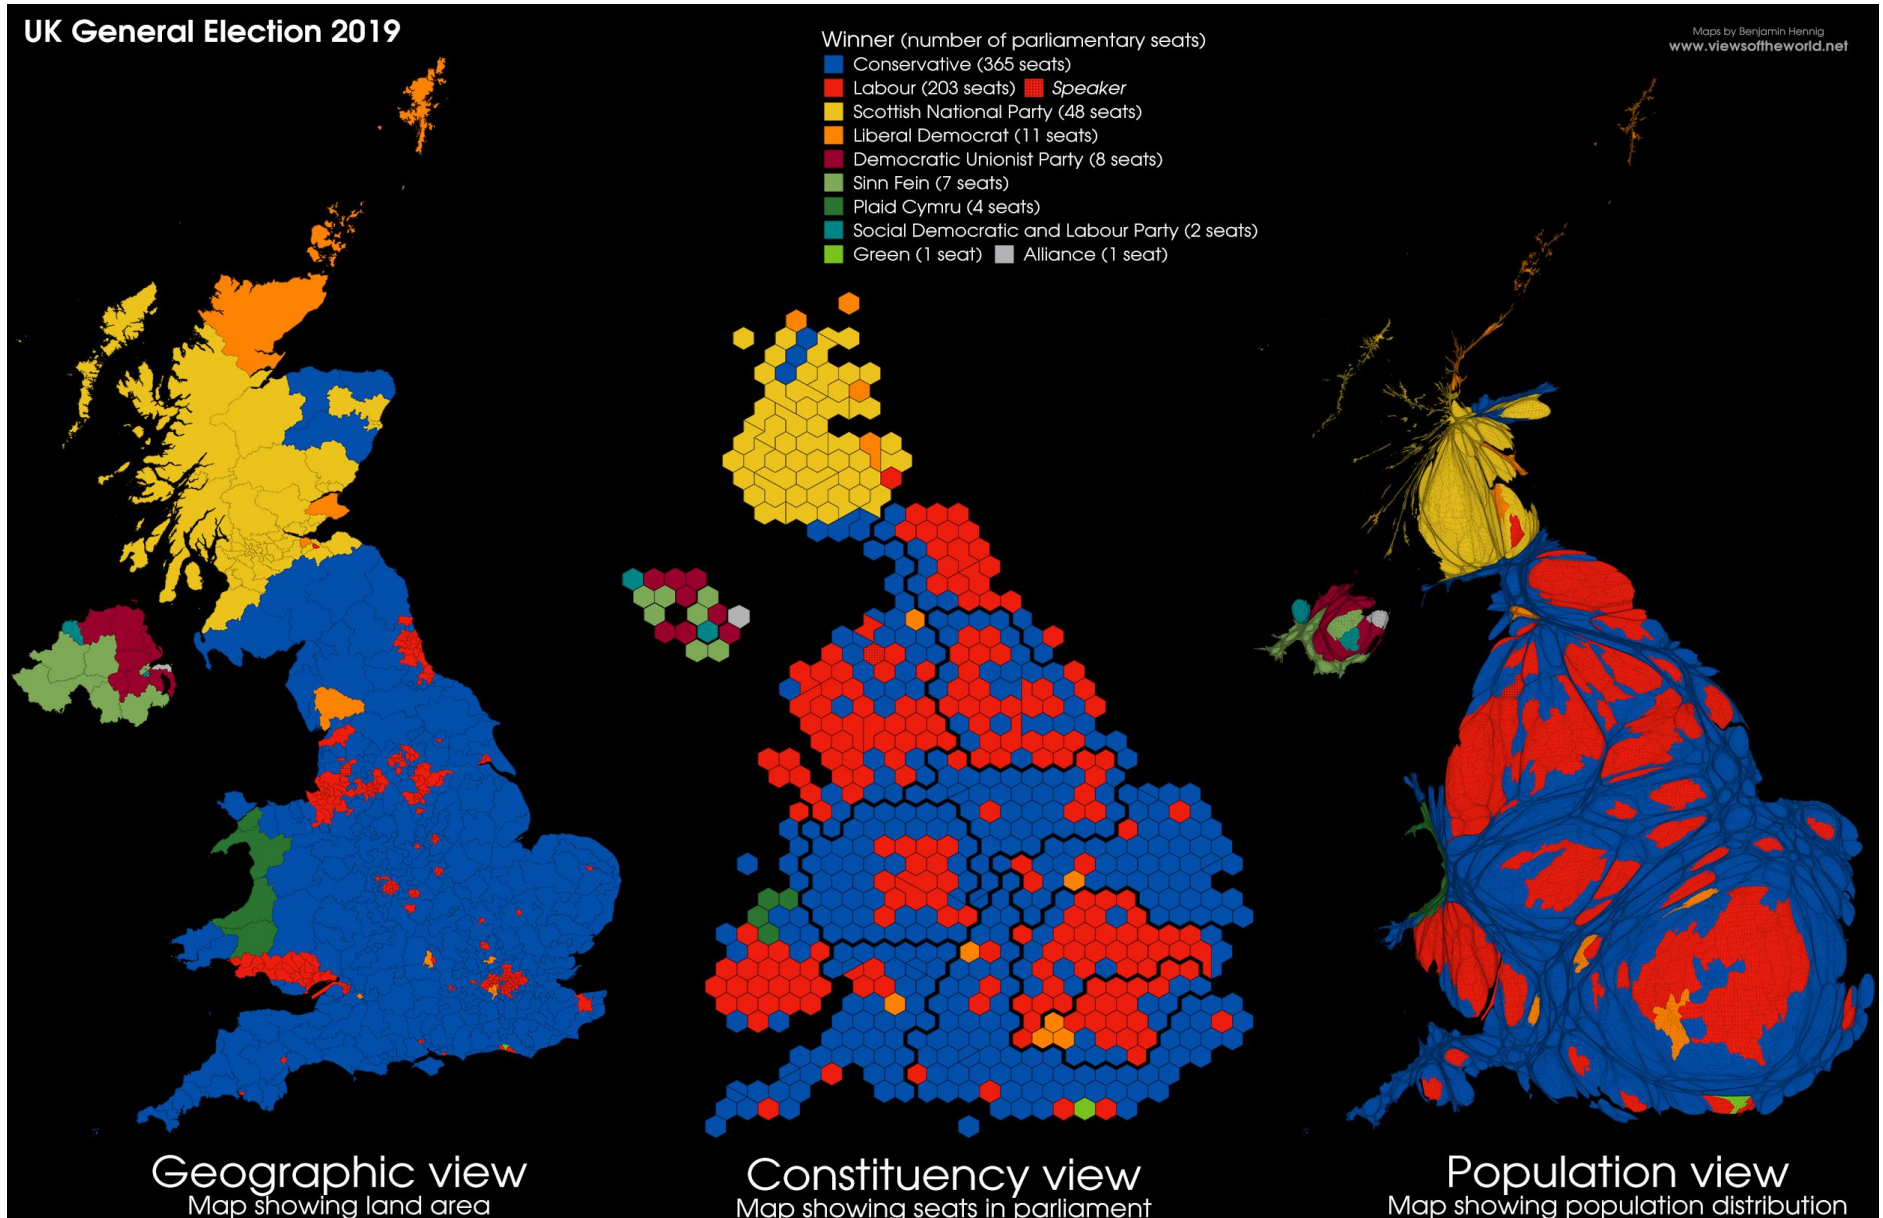 UK General Election 2019
Maps by Benjamin Hennig
www.viewsoftheworld.net
Winner (number of parliamentary seats)
Conservative (365 seats)
Labour (203 seats) Speaker
Scottish National Party (48 seats)
Liberal Democrat (11 seats)
Democratic Unionist Party (8 seats)
Sinn Fein (7 seats)
Plaid Cymru (4 seats)
Social Democratic and Labour Party (2 seats)
Green (1 seat) Alliance (1 seat)
Geographic view
Map showing land area
Constituency view
Map showing seats in parliament
Population view
Map showing population distribution